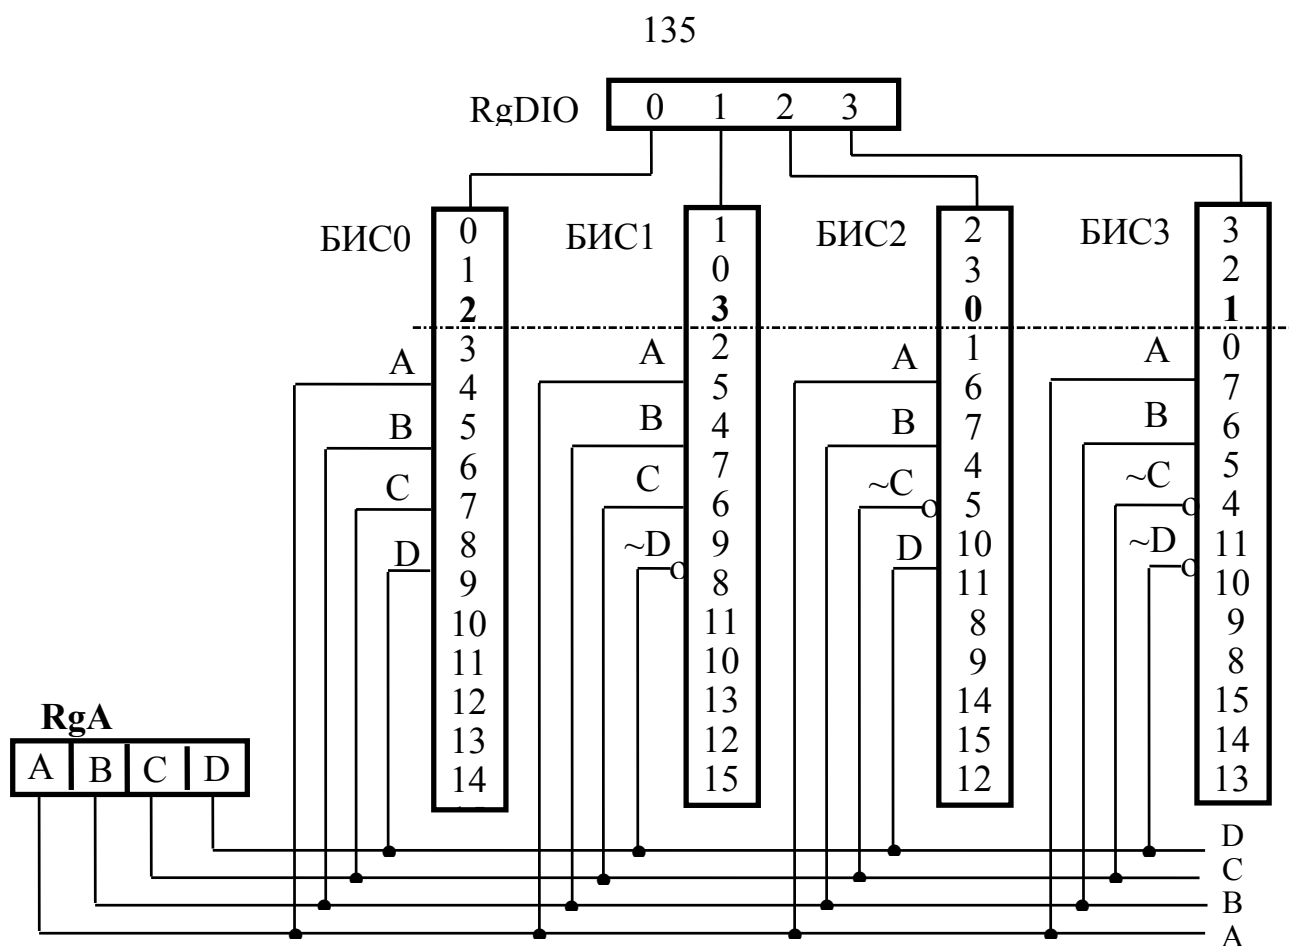 135
RgDIO 0 1 2 3
БИС0 0 БИС1 1 БИС2 2 БИС3 3
1 0 3 2
2 3 0 1
A 3 A 2 A 1 A 0
4 5 6 7
B 5 B 4 B 7 B 6
6 7 4 5
C 7 C 6 ~C 5 ~C 4
8 9 10 11
D 9 ~D 8 D 11 ~D 10
10 11 8 9
11 10 9 8
12 13 14 15
13 12 15 14
14 15 12 13
RgA
A B C D
D
C
B
A